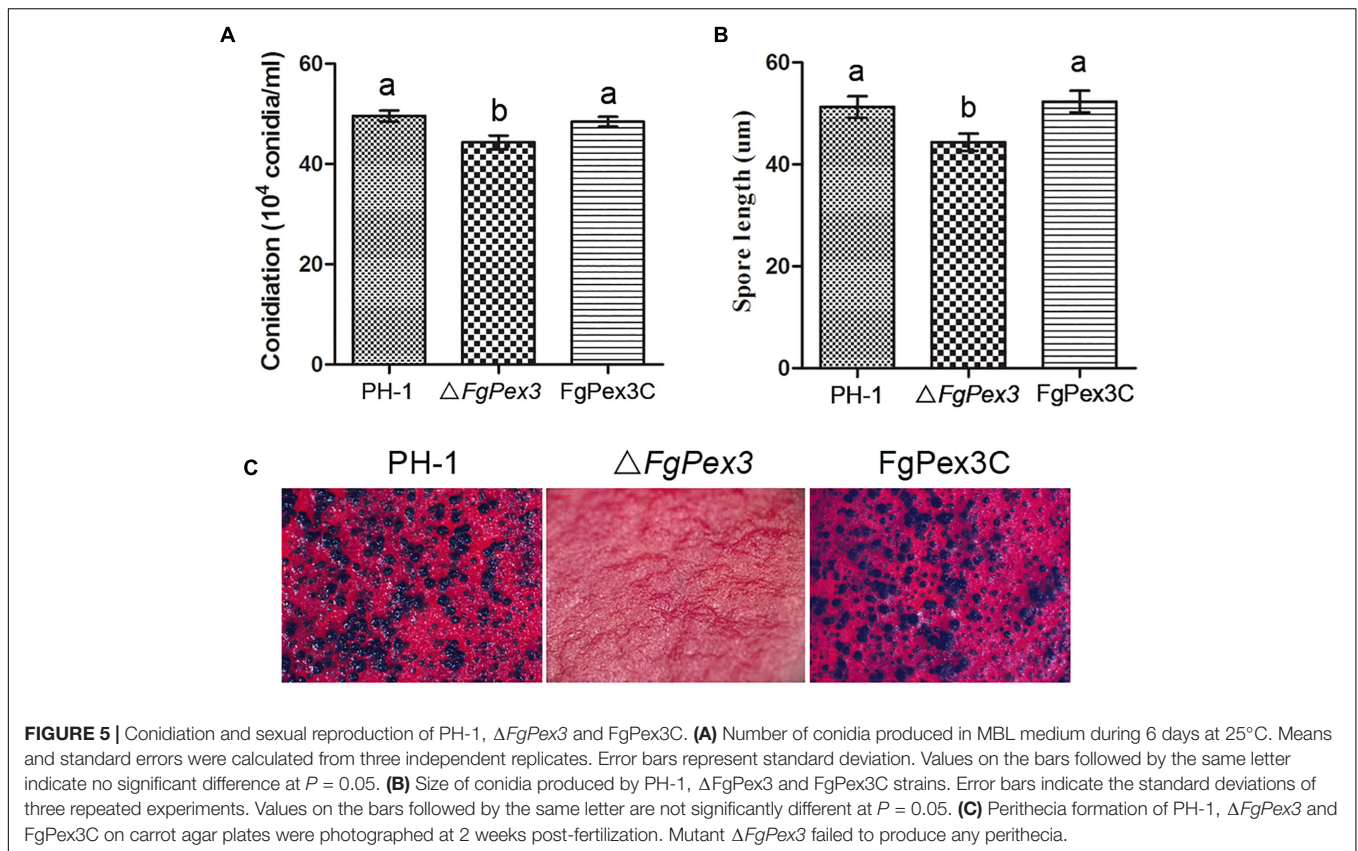 A
B
Conidiation (10⁴ conidia/ml)
60
40
20
0
a
b
a
PH-1
△FgPex3
FgPex3C
Spore length (um)
60
40
20
0
a
b
a
PH-1
△FgPex3
FgPex3C
C
PH-1
△FgPex3
FgPex3C
FIGURE 5 | Conidiation and sexual reproduction of PH-1, ΔFgPex3 and FgPex3C. (A) Number of conidia produced in MBL medium during 6 days at 25°C. Means
and standard errors were calculated from three independent replicates. Error bars represent standard deviation. Values on the bars followed by the same letter
indicate no significant difference at P = 0.05. (B) Size of conidia produced by PH-1, ΔFgPex3 and FgPex3C strains. Error bars indicate the standard deviations of
three repeated experiments. Values on the bars followed by the same letter are not significantly different at P = 0.05. (C) Perithecia formation of PH-1, ΔFgPex3 and
FgPex3C on carrot agar plates were photographed at 2 weeks post-fertilization. Mutant ΔFgPex3 failed to produce any perithecia.